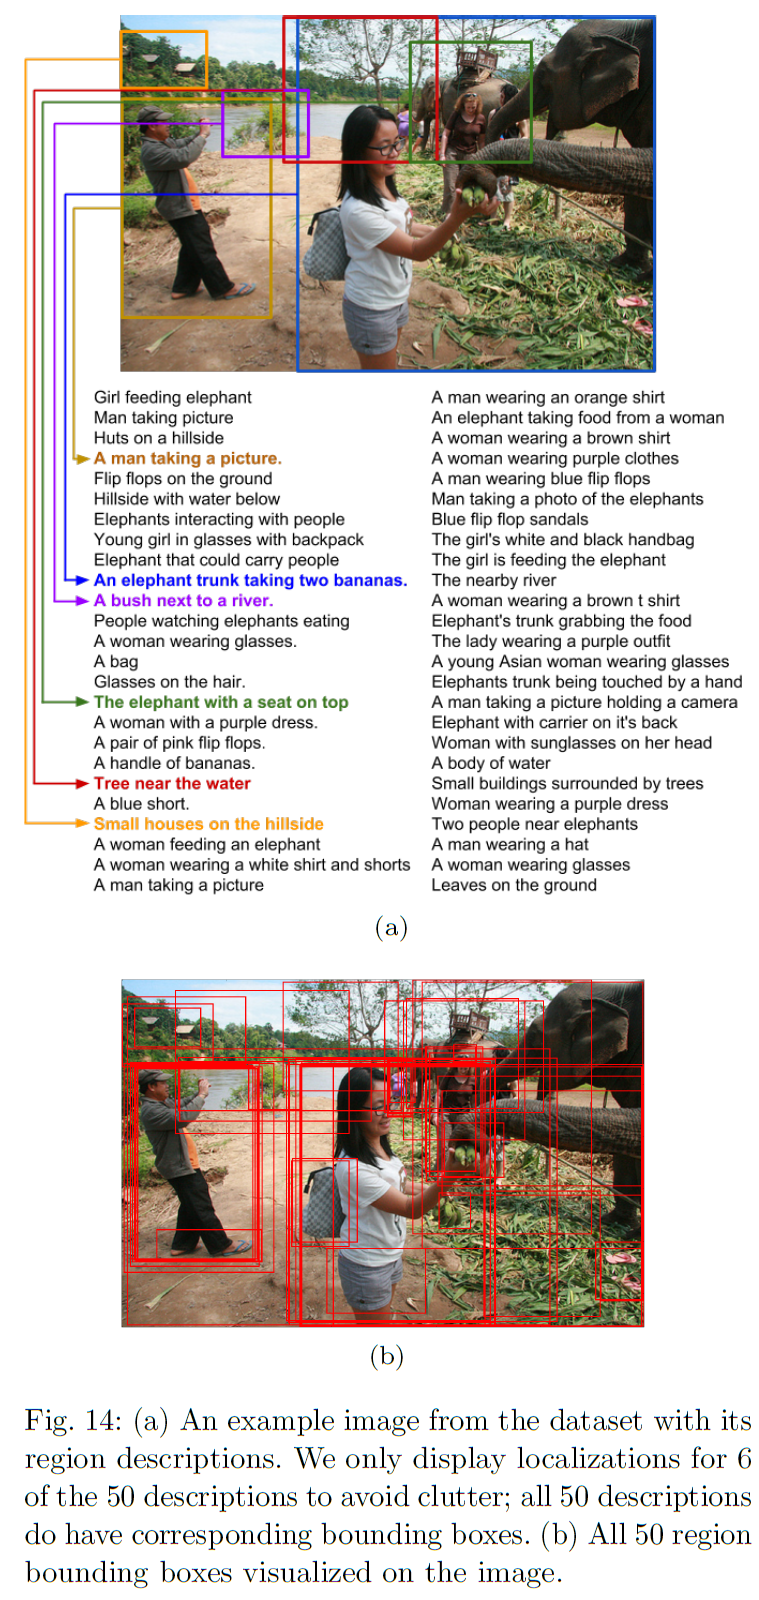 Girl feeding elephant
Man taking picture
Huts on a hillside
A man taking a picture.
Flip flops on the ground
Hillside with water below
Elephants interacting with people
Young girl in glasses with backpack
Elephant that could carry people
An elephant trunk taking two bananas.
A bush next to a river.
People watching elephants eating
A woman wearing glasses.
A bag
Glasses on the hair.
The elephant with a seat on top
A woman with a purple dress.
A pair of pink flip flops.
A handle of bananas.
Tree near the water
A blue short.
Small houses on the hillside
A woman feeding an elephant
A woman wearing a white shirt and shorts
A man taking a picture
A man wearing an orange shirt
An elephant taking food from a woman
A woman wearing a brown shirt
A woman wearing purple clothes
A man wearing blue flip flops
Man taking a photo of the elephants
Blue flip flop sandals
The girl's white and black handbag
The girl is feeding the elephant
The nearby river
A woman wearing a brown t shirt
Elephant's trunk grabbing the food
The lady wearing a purple outfit
A young Asian woman wearing glasses
Elephants trunk being touched by a hand
A man taking a picture holding a camera
Elephant with carrier on it's back
Woman with sunglasses on her head
A body of water
Small buildings surrounded by trees
Woman wearing a purple dress
Two people near elephants
A man wearing a hat
A woman wearing glasses
Leaves on the ground
(a)
(b)
Fig. 14: (a) An example image from the dataset with its
region descriptions. We only display localizations for 6
of the 50 descriptions to avoid clutter; all 50 descriptions
do have corresponding bounding boxes. (b) All 50 region
bounding boxes visualized on the image.